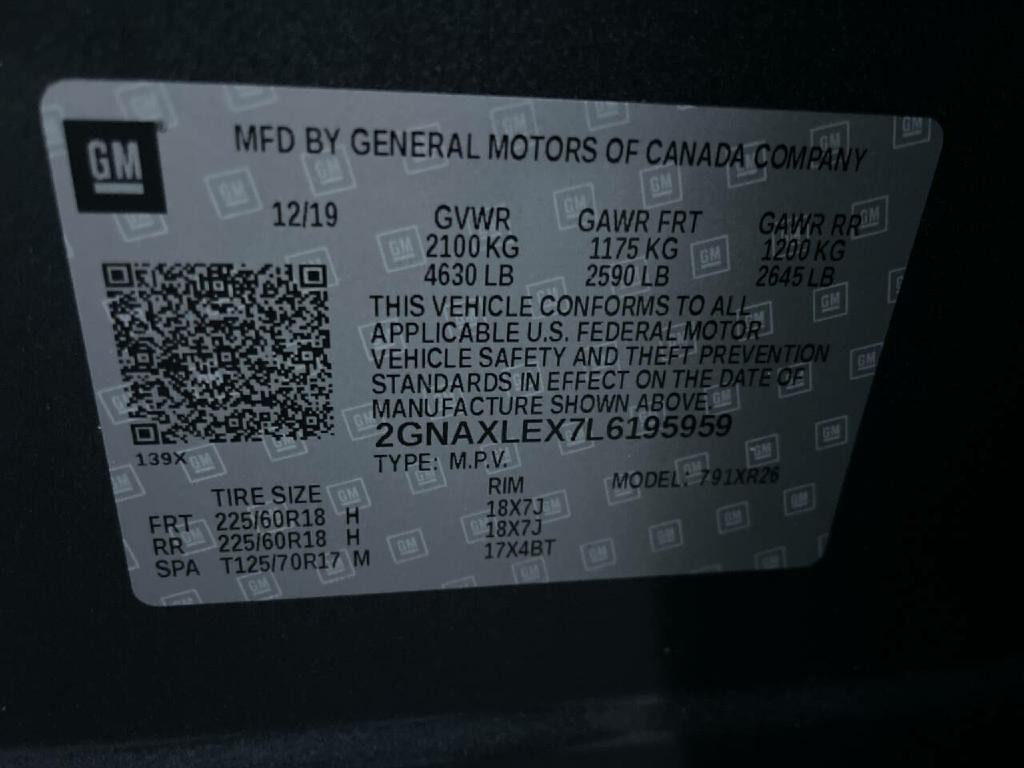 GM
MFD BY GENERAL MOTORS OF CANADA COMPANY
12/19 GVWR GAWR FRT GAWR RR
2100 KG 1175 KG 1200 KG
4630 LB 2590 LB 2645 LB
THIS VEHICLE CONFORMS TO ALL
APPLICABLE U.S. FEDERAL MOTOR
VEHICLE SAFETY AND THEFT PREVENTION
STANDARDS IN EFFECT ON THE DATE OF
MANUFACTURE SHOWN ABOVE.
2GNAXLEX7L6195959
139X
TYPE: M.P.V. MODEL: 791XR26
TIRE SIZE RIM
FRT 225/60R18 H 18X7J
RR 225/60R18 H 18X7J
SPA T125/70R17 M 17X4BT